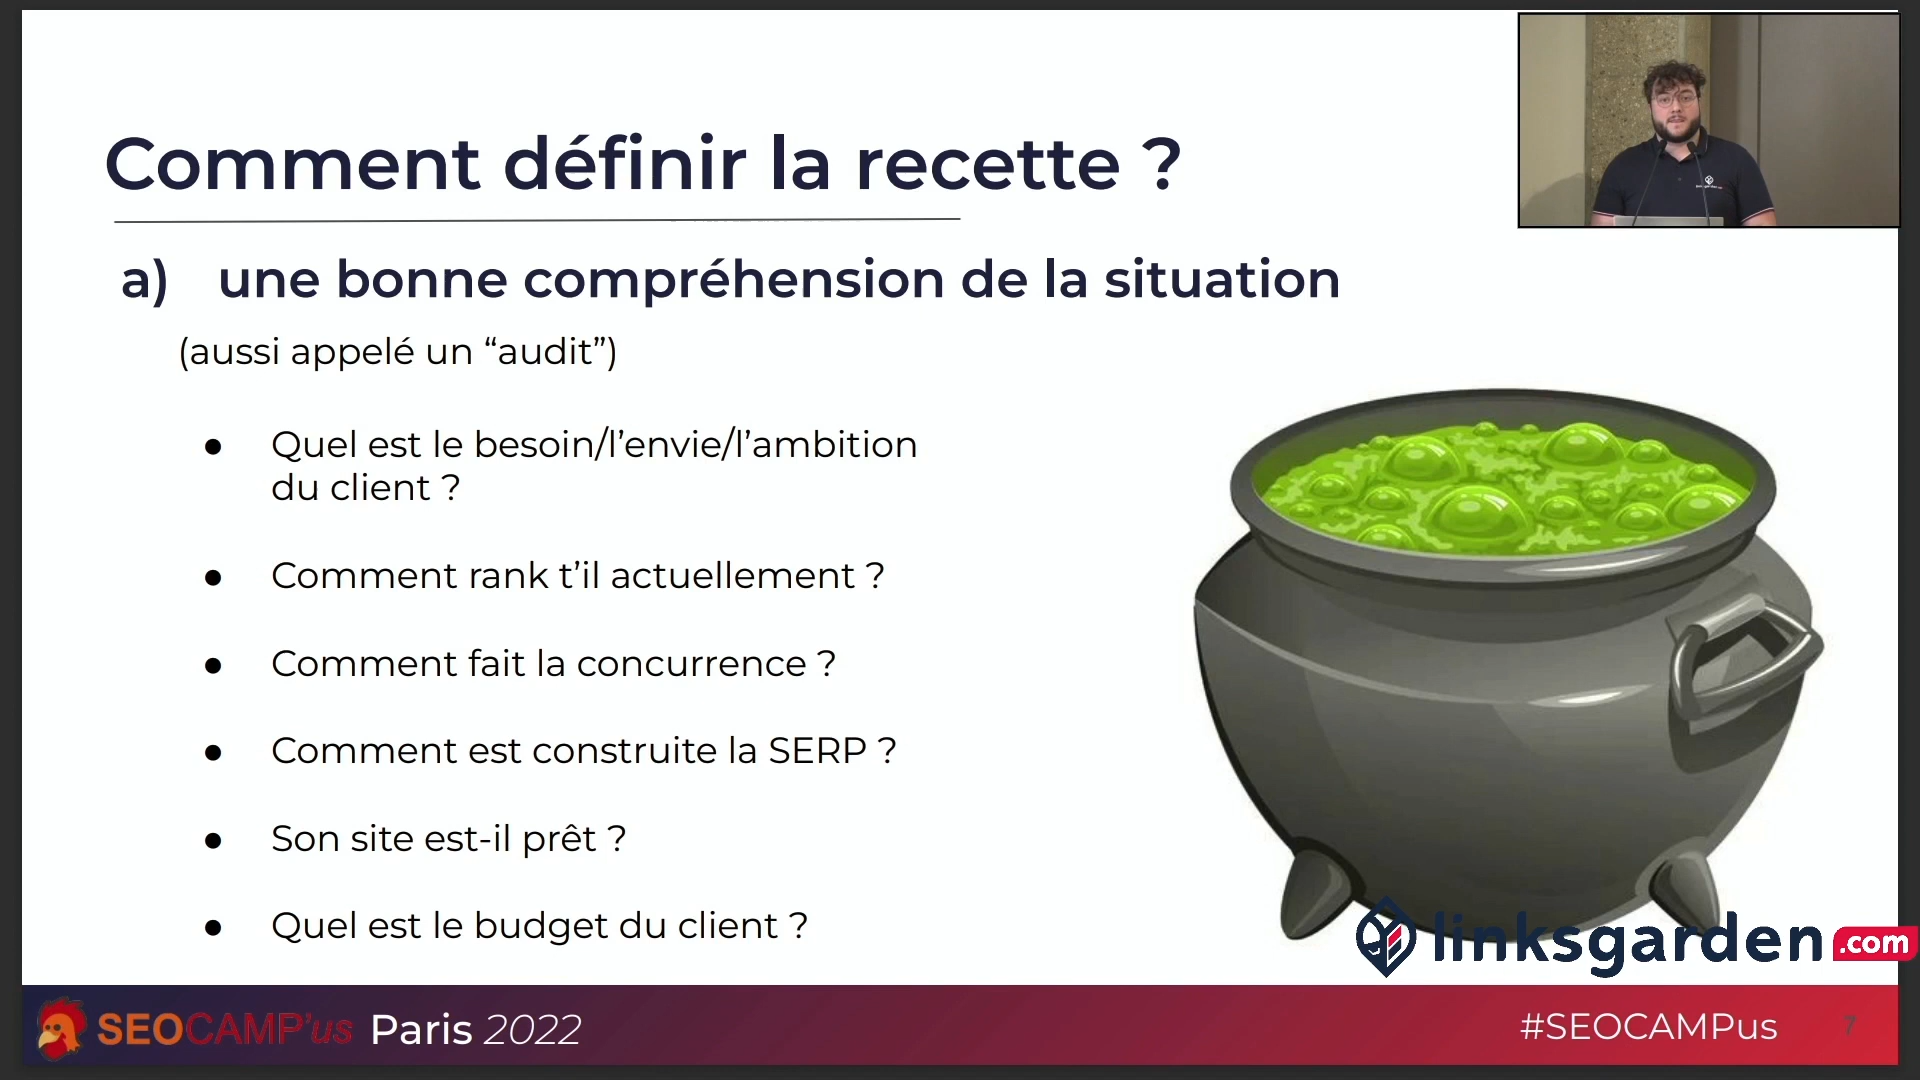 Comment définir la recette ?
a) une bonne compréhension de la situation
(aussi appelé un “audit”)
● Quel est le besoin/l’envie/l’ambition
du client ?
● Comment rank t’il actuellement ?
● Comment fait la concurrence ?
● Comment est construite la SERP ?
● Son site est-il prêt ?
● Quel est le budget du client ?
linksgarden.com
SEOCAMP’us Paris 2022
#SEOCAMPus 7